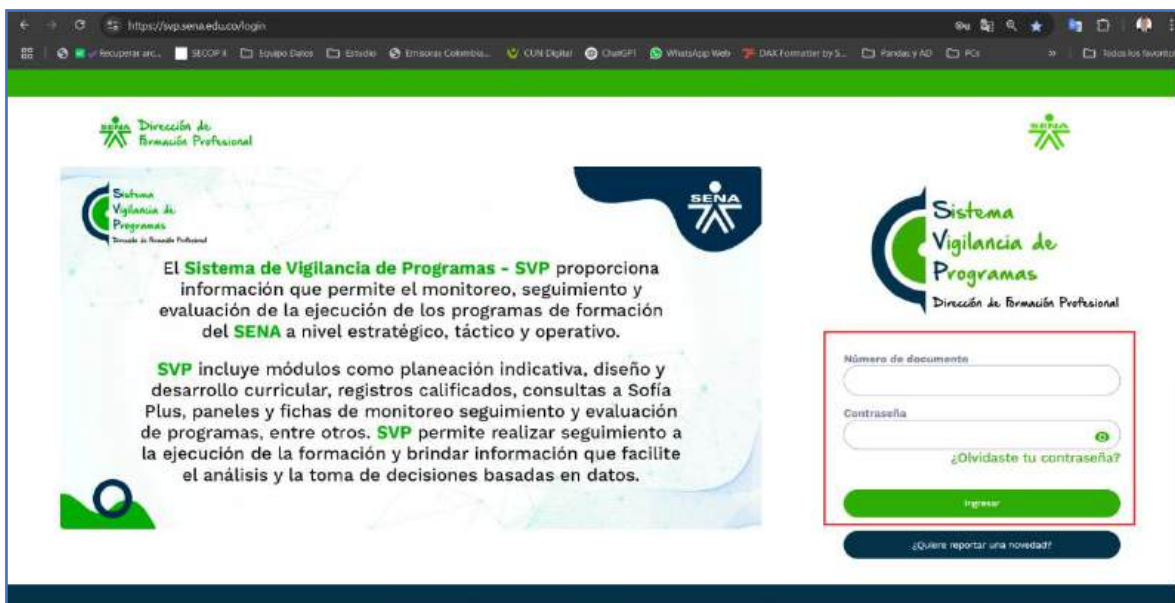 https://svp.sena.edu.co/login
Recuperar arc...
SECOP II
Equipo Datos
Estudio
Emisoras Colombia...
CUN Digital
ChatGPT
WhatsApp Web
DAX Formatter by S...
Pandas y AD
PCs
»
Todos los favoritos
SENA
Dirección de
Formación Profesional
SENA
Sistema
Vigilancia de
Programas
Dirección de Formación Profesional
SENA
El Sistema de Vigilancia de Programas - SVP proporciona
información que permite el monitoreo, seguimiento y
evaluación de la ejecución de los programas de formación
del SENA a nivel estratégico, táctico y operativo.
SVP incluye módulos como planeación indicativa, diseño y
desarrollo curricular, registros calificados, consultas a Sofía
Plus, paneles y fichas de monitoreo seguimiento y evaluación
de programas, entre otros. SVP permite realizar seguimiento a
la ejecución de la formación y brindar información que facilite
el análisis y la toma de decisiones basadas en datos.
Sistema
Vigilancia de
Programas
Dirección de Formación Profesional
Número de documento
Contraseña
¿Olvidaste tu contraseña?
Ingresar
¿Quiere reportar una novedad?